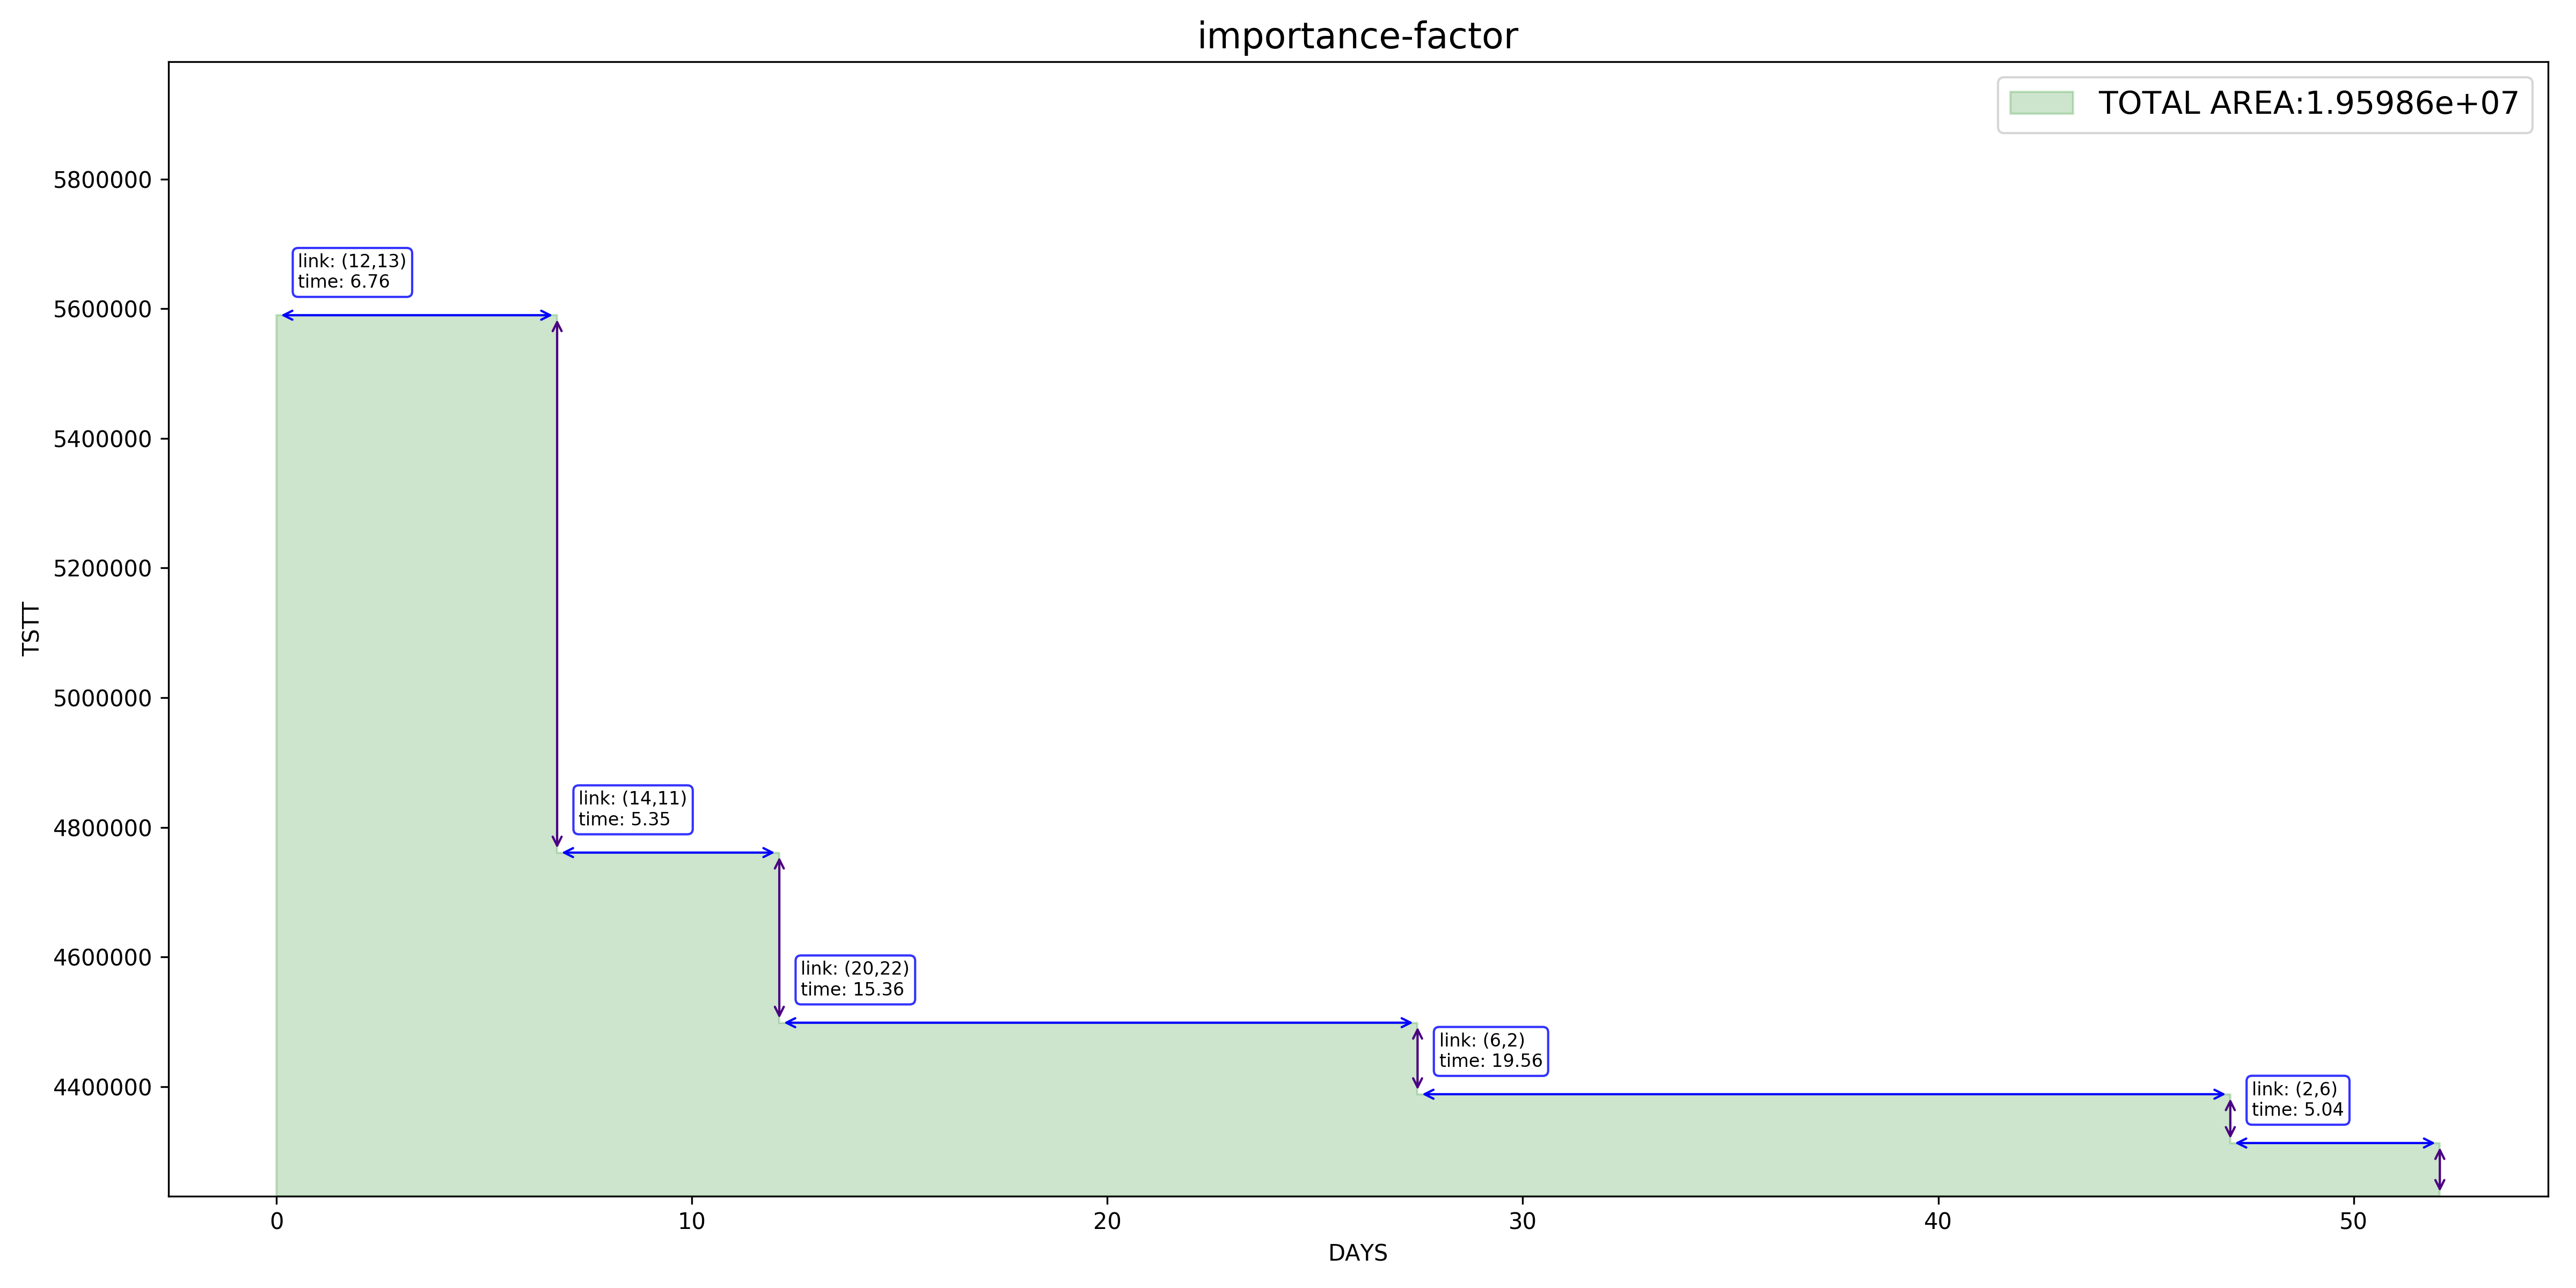 importance-factor
TOTAL AREA:1.95986e+07
5800000
5600000
5400000
5200000
5000000
4800000
4600000
4400000
TSTT
link: (12,13)
time: 6.76
link: (14,11)
time: 5.35
link: (20,22)
time: 15.36
link: (6,2)
time: 19.56
link: (2,6)
time: 5.04
0
10
20
30
40
50
DAYS